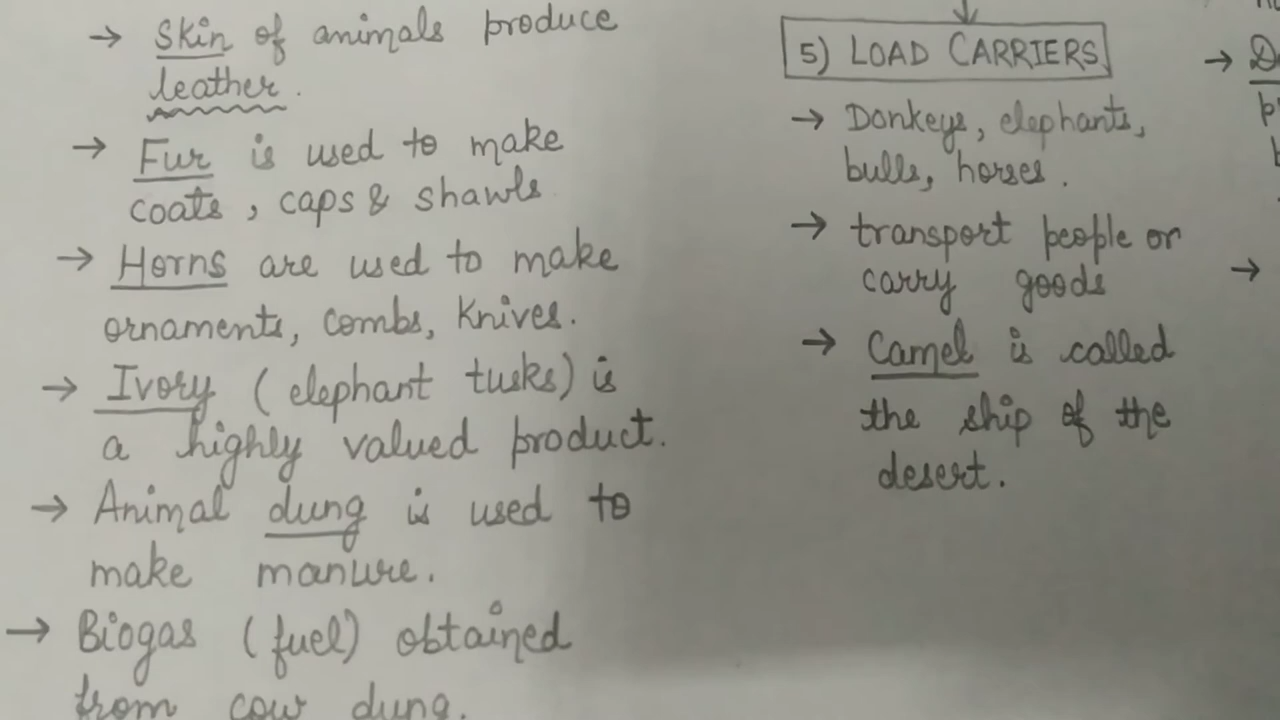 → Skin of animals produce
leather.
→ Fur is used to make
coats, caps & shawls
→ Horns are used to make
ornaments, combs, knives.
→ Ivory (elephant tusks) is
a highly valued product.
→ Animal dung is used to
make manure.
→ Biogas (fuel) obtained
from cow dung.
5) LOAD CARRIERS
→ Donkeys, elephants,
bulls, horses.
→ transport people or
carry goods
→ Camel is called
the ship of the
desert.